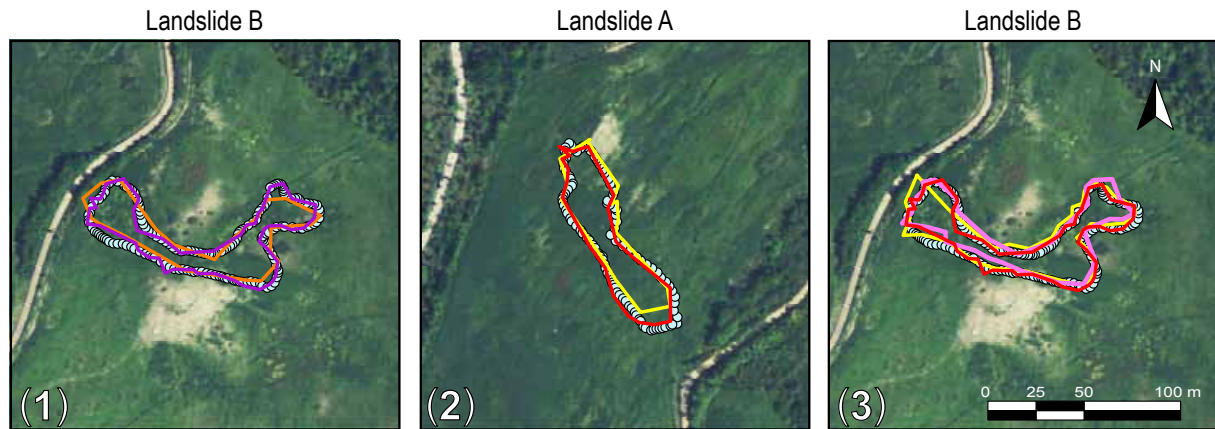 Landslide B
Landslide A
Landslide B
N
(1)
(2)
(3)
0 25 50 100 m